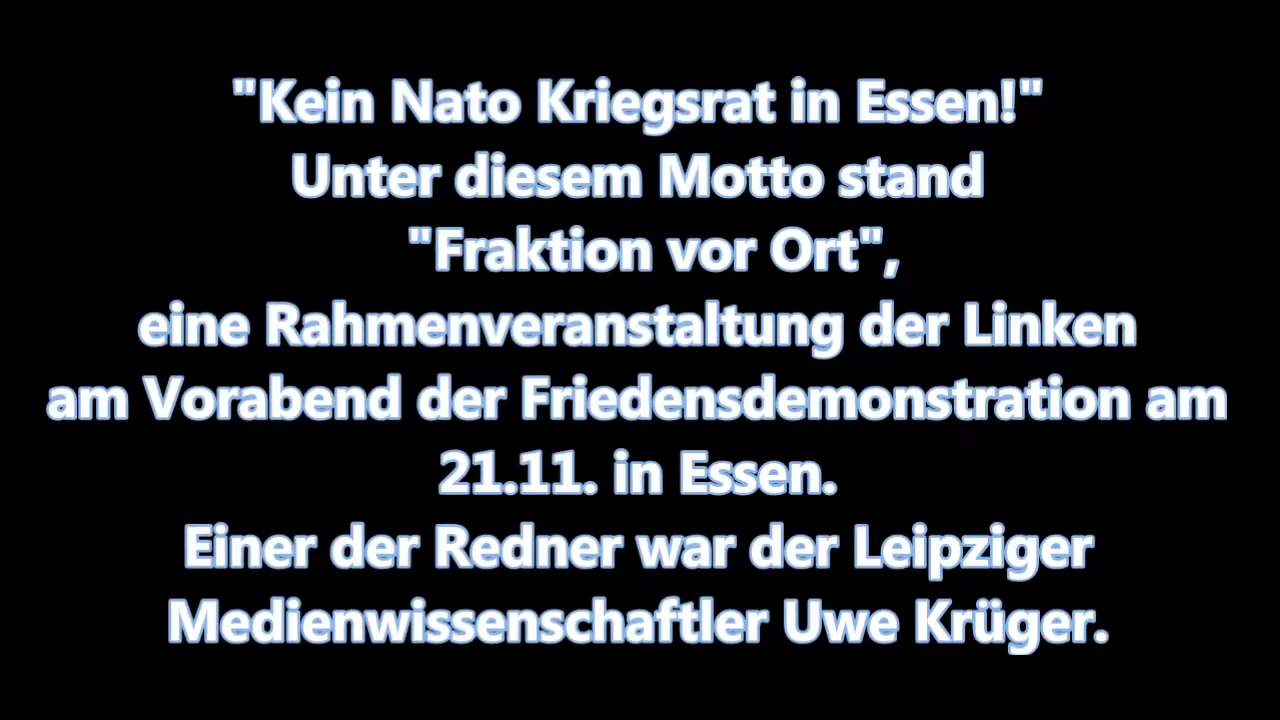 "Kein Nato Kriegsrat in Essen!"
Unter diesem Motto stand
"Fraktion vor Ort",
eine Rahmenveranstaltung der Linken
am Vorabend der Friedensdemonstration am
21.11. in Essen.
Einer der Redner war der Leipziger
Medienwissenschaftler Uwe Krüger.